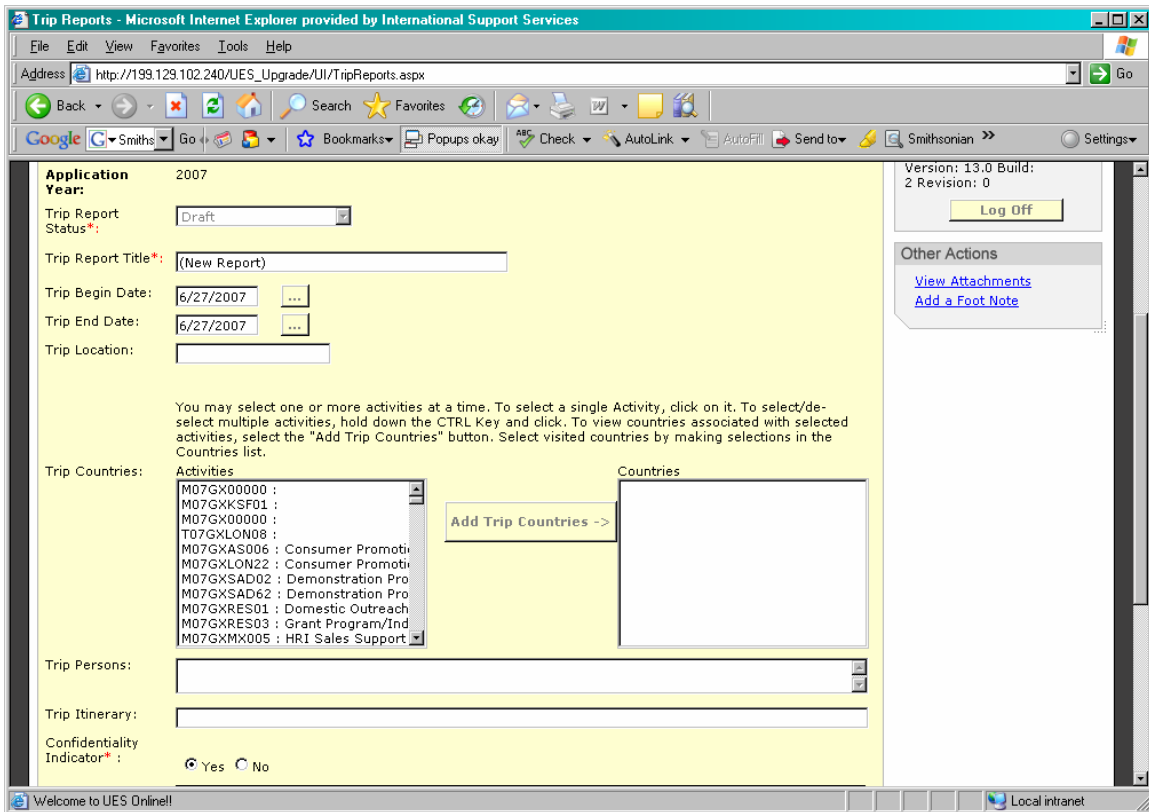 Trip Reports - Microsoft Internet Explorer provided by International Support Services
File Edit View Favorites Tools Help
Address http://199.129.102.240/UES_Upgrade/UI/TripReports.aspx Go
Back Search Favorites
Google G Smiths Go Bookmarks Popups okay ABC Check AutoLink AutoFill Send to Smithsonian >> Settings
Application Year: 2007
Trip Report Status*: Draft
Trip Report Title*: (New Report)
Trip Begin Date: 6/27/2007 ...
Trip End Date: 6/27/2007 ...
Trip Location:
You may select one or more activities at a time. To select a single Activity, click on it. To select/de-
select multiple activities, hold down the CTRL Key and click. To view countries associated with selected
activities, select the "Add Trip Countries" button. Select visited countries by making selections in the
Countries list.
Trip Countries: Activities Countries
M07GX00000 :
M07GXKSF01 :
M07GX00000 :
T07GXLON08 :
M07GXAS006 : Consumer Promoti
M07GXLON22 : Consumer Promoti
M07GXSAD02 : Demonstration Pro
M07GXSAD62 : Demonstration Pro
M07GXRES01 : Domestic Outreach
M07GXRES03 : Grant Program/Ind
M07GXMX005 : HRI Sales Support
Add Trip Countries ->
Trip Persons:
Trip Itinerary:
Confidentiality
Indicator* : Yes No
Version: 13.0 Build:
2 Revision: 0
Log Off
Other Actions
View Attachments
Add a Foot Note
Welcome to UES Online!! Local intranet